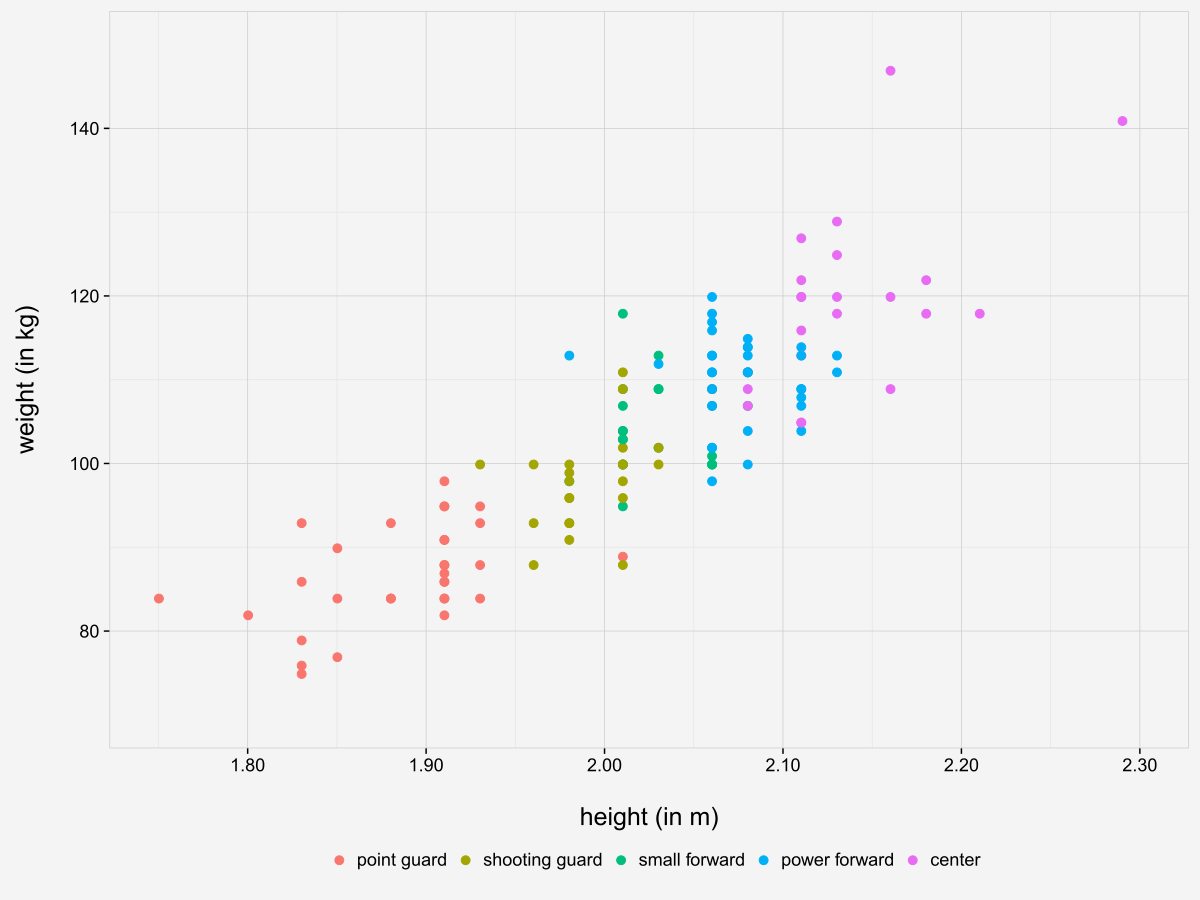 weight (in kg)
140
120
100
80
1.80 1.90 2.00 2.10 2.20 2.30
height (in m)
point guard shooting guard small forward power forward center